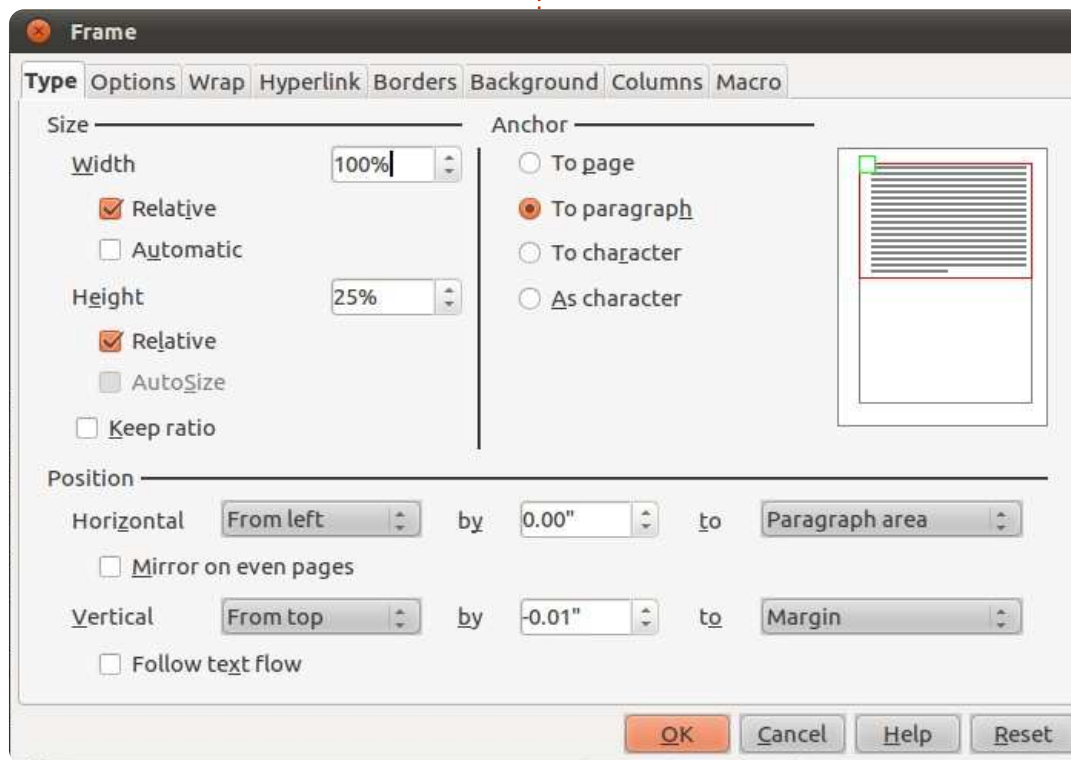 Frame
Type Options Wrap Hyperlink Borders Background Columns Macro
Size
Width 100%
Relative
Automatic
Height 25%
Relative
AutoSize
Keep ratio
Anchor
To page
To paragraph
To character
As character
Position
Horizontal From left by 0.00" to Paragraph area
Mirror on even pages
Vertical From top by -0.01" to Margin
Follow text flow
OK Cancel Help Reset